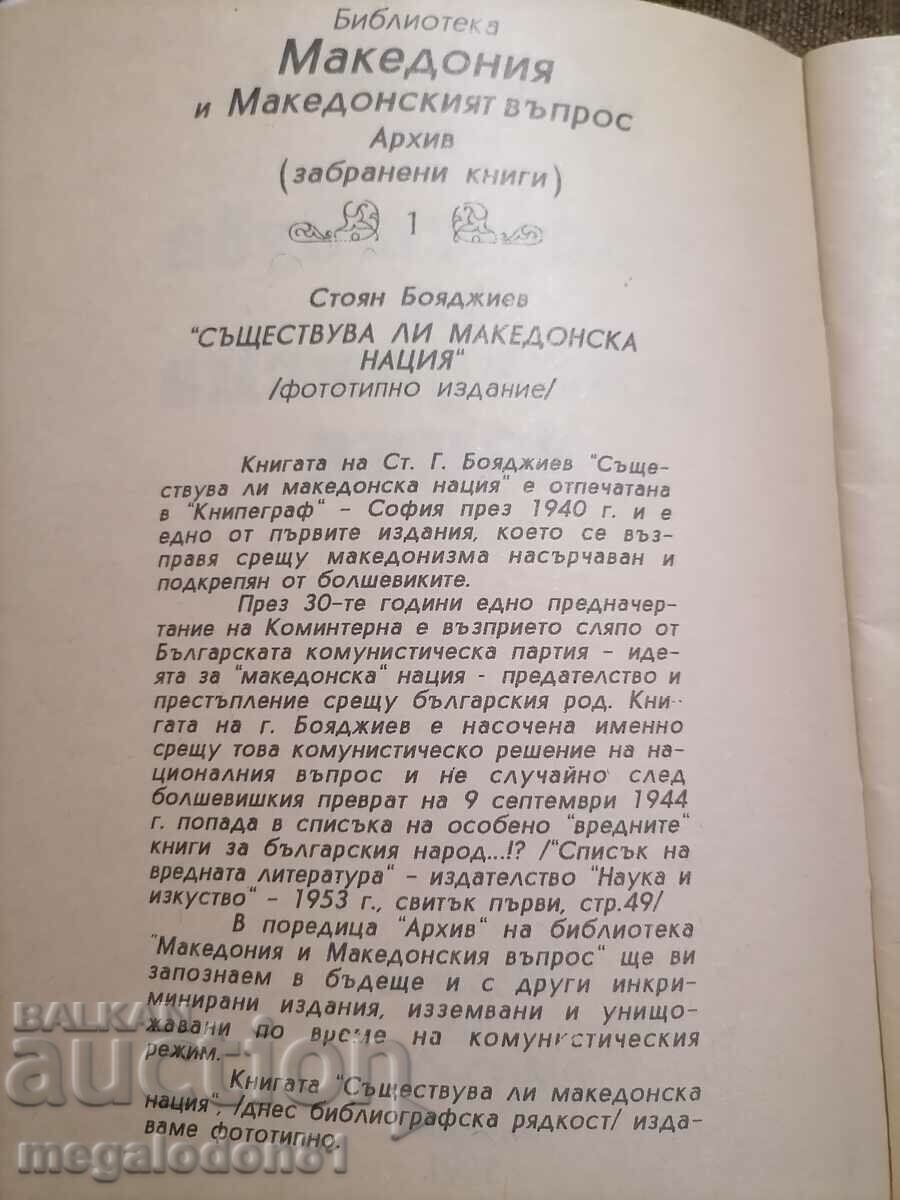 Библиотека
Македония
и Македонският въпрос
Архив
(забранени книги)
1
Стоян Бояджиев
"СЪЩЕСТВУВА ЛИ МАКЕДОНСКА
НАЦИЯ"
/фототипно издание/
Книгата на Ст. Г. Бояджиев "Съще-
ствува ли македонска нация" е отпечатана
в "Книпеграф" – София през 1940 г. и е
едно от първите издания, което се въз-
правя срещу македонизма насърчаван и
подкрепян от болшевиките.
През 30-те години едно предначер-
тание на Коминтерна е възприето сляпо от
Българската комунистическа партия – иде-
ята за "македонска" нация - предателство и
престъпление срещу българския род. Кни-
гата на г. Бояджиев е насочена именно
срещу това комунистическо решение на на-
ционалния въпрос и не случайно след
болшевишкия преврат на 9 септември 1944
г. попада в списъка на особено "вредните"
книги за българския народ...!? /"Списък на
вредната литература" – издателство "Наука и
изкуство" – 1953 г., свитък първи, стр.49/
В поредица "Архив" на библиотека
"Македония и Македонския въпрос" ще ви
запознаем в бъдеще и с други инкри-
минирани издания, изземвани и унищо-
жавани по време на комунистическия
режим.–
Книгата "Съществува ли македонска
нация", /днес библиографска рядкост/ изда-
ваме фототипно.
BALKAN
auction
megalodon81